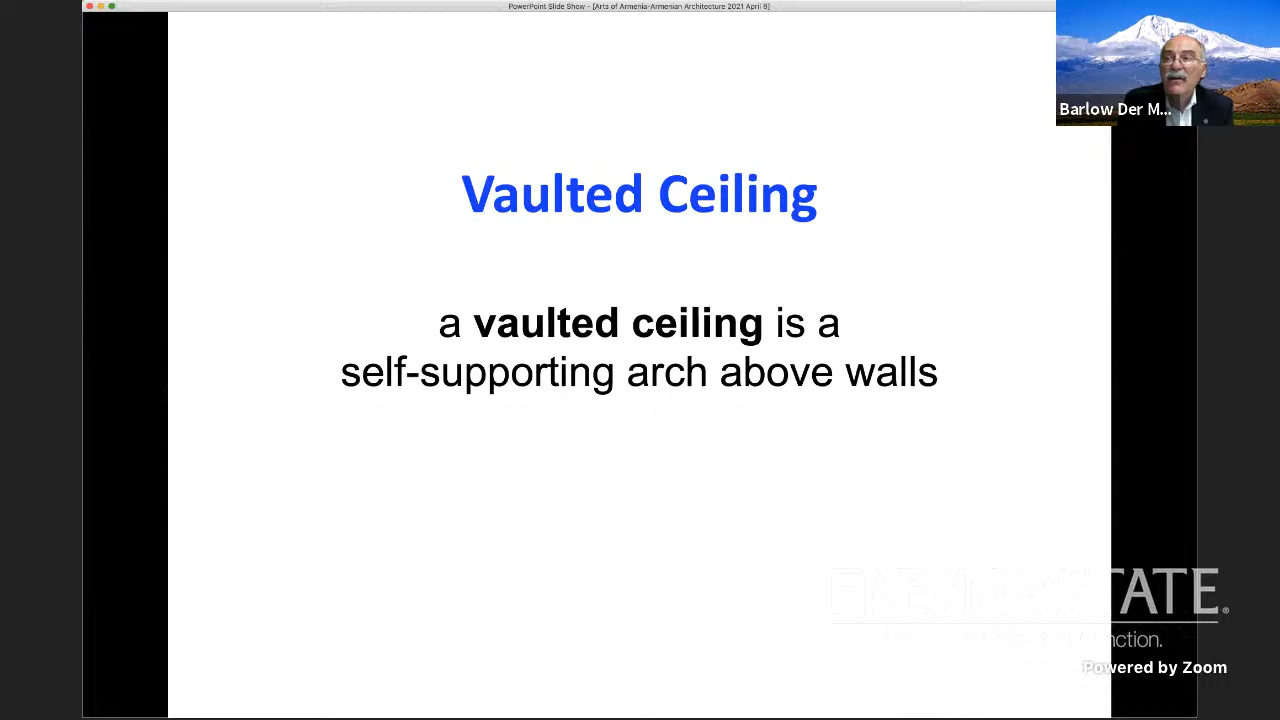 PowerPoint Slide Show - [Arts of Armenia-Armenian Architecture 2021 April 8]
Barlow Der M...
Vaulted Ceiling
a vaulted ceiling is a
self-supporting arch above walls
FRESNO STATE.
Powered by Zoom